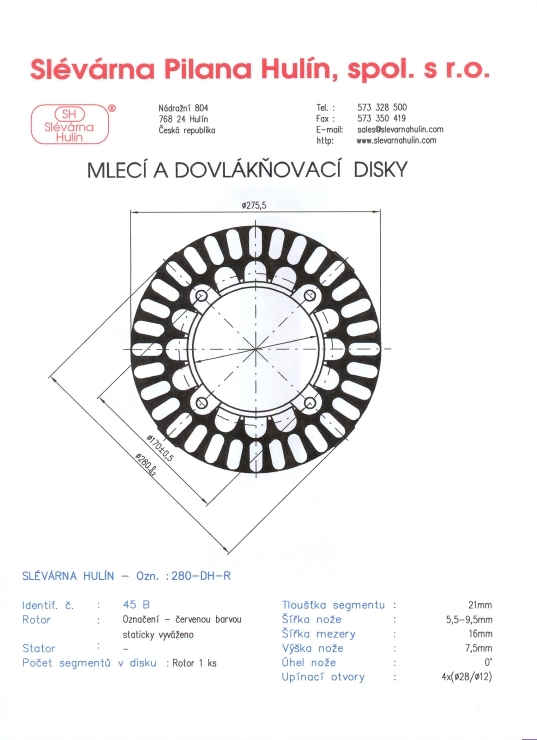 Slévárna Pilana Hulín, spol. s r.o.
SH
Slévárna
Hulín
®
Nádražní 804
768 24 Hulín
Česká republika
Tel. : 573 328 500
Fax : 573 350 419
E-mail: sales@slevarnahulin.com
http: www.slevarnahulin.com
MLECÍ A DOVLÁKŇOVACÍ DISKY
ø275,5
ø170±0,5
ø280
SLÉVÁRNA HULÍN – Ozn. : 280-DH-R
Identif. č. : 45 B
Rotor : Označení – červenou barvou
staticky vyváženo
Stator : –
Počet segmentů v disku : Rotor 1 ks
Tloušťka segmentu : 21mm
Šířka nože : 5,5-9,5mm
Šířka mezery : 16mm
Výška nože : 7,5mm
Úhel nože : 0°
Upínací otvory : 4x(ø28/ø12)